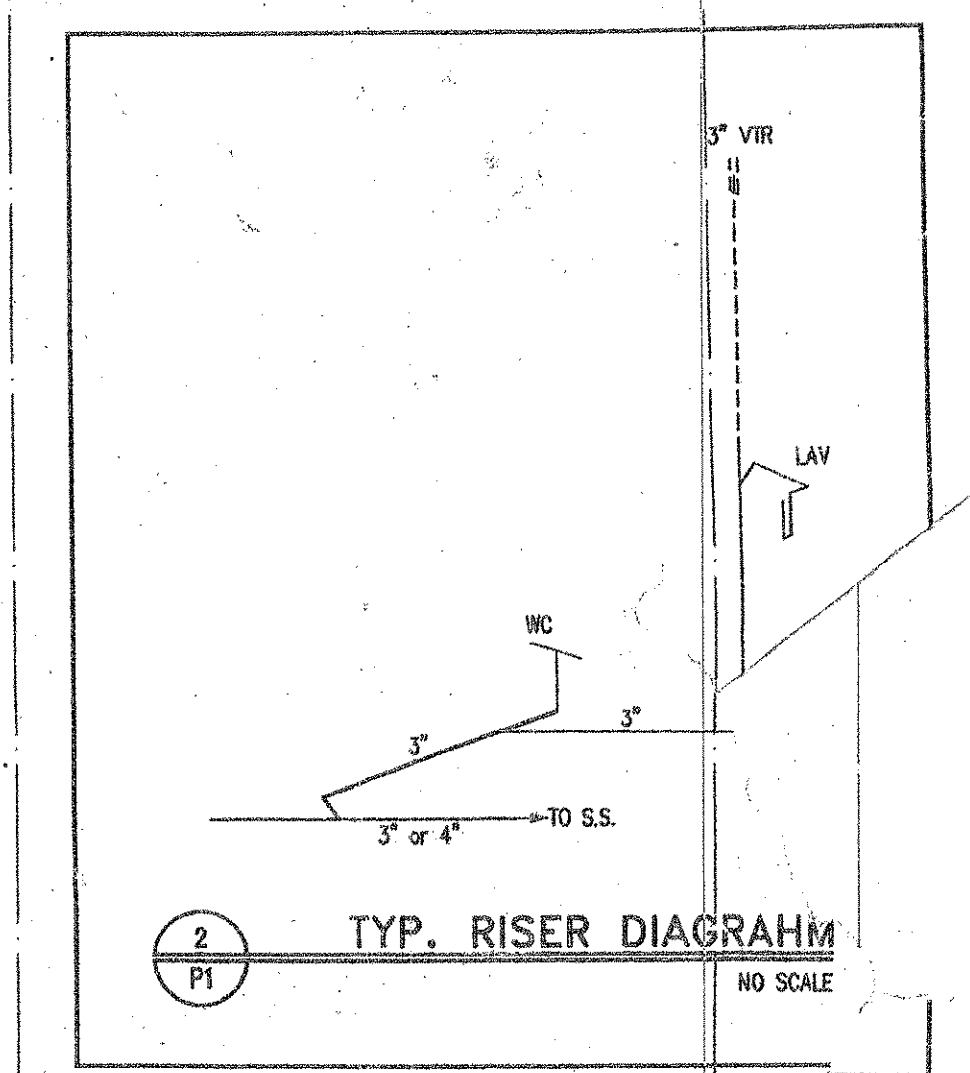 3" VTR
LAV
WC
3"
3"
3" or 4"
TO S.S.
2
P1
TYP. RISER DIAGRAHM
NO SCALE